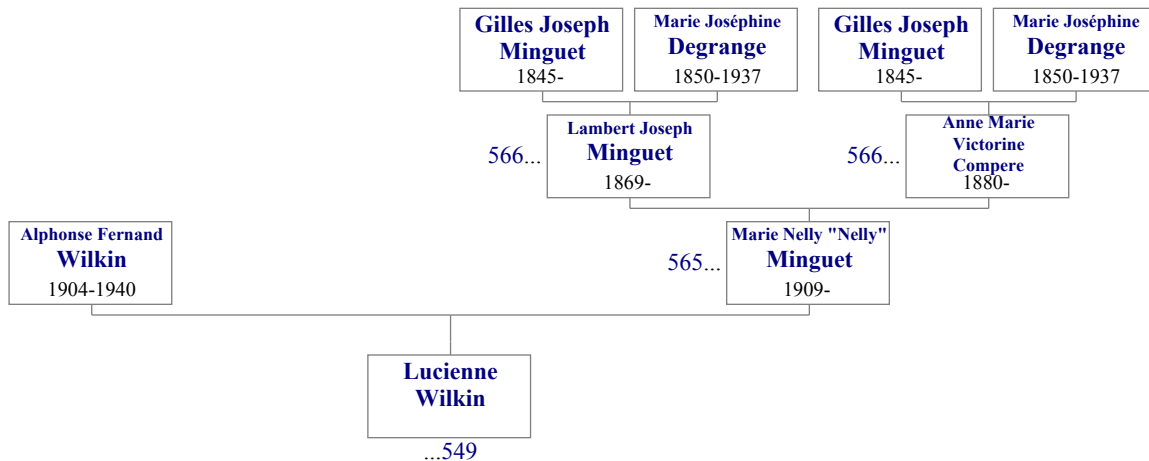 Gilles Joseph
Minguet
1845-
Marie Joséphine
Degrange
1850-1937
Gilles Joseph
Minguet
1845-
Marie Joséphine
Degrange
1850-1937
566...
Lambert Joseph
Minguet
1869-
566...
Anne Marie
Victorine
Compere
1880-
Alphonse Fernand
Wilkin
1904-1940
565...
Marie Nelly "Nelly"
Minguet
1909-
Lucienne
Wilkin
...549